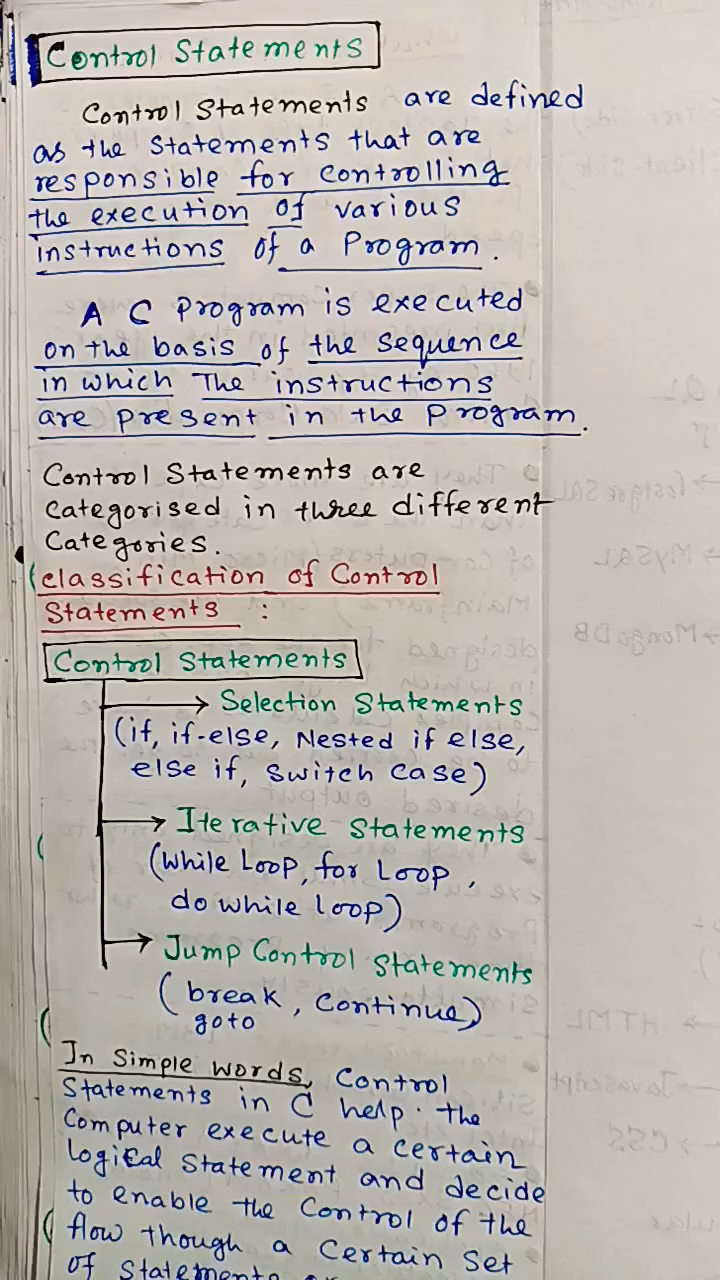 Control Statements
Control Statements are defined
as the Statements that are
responsible for controlling
the execution of various
instructions of a Program.
A C Program is executed
on the basis of the sequence
in which The instructions
are present in the Program.
Control Statements are
Categorised in three different
Categories.
Classification of Control
Statements :
Control Statements
Selection Statements
(if, if-else, Nested if else,
else if, Switch Case)
Iterative Statements
(While Loop, for Loop,
do while loop)
Jump Control Statements
(break, Continue)
goto
In Simple words, Control
Statements in C help the
Computer execute a certain
logical Statement and decide
to enable the Control of the
flow though a Certain Set
of Statements